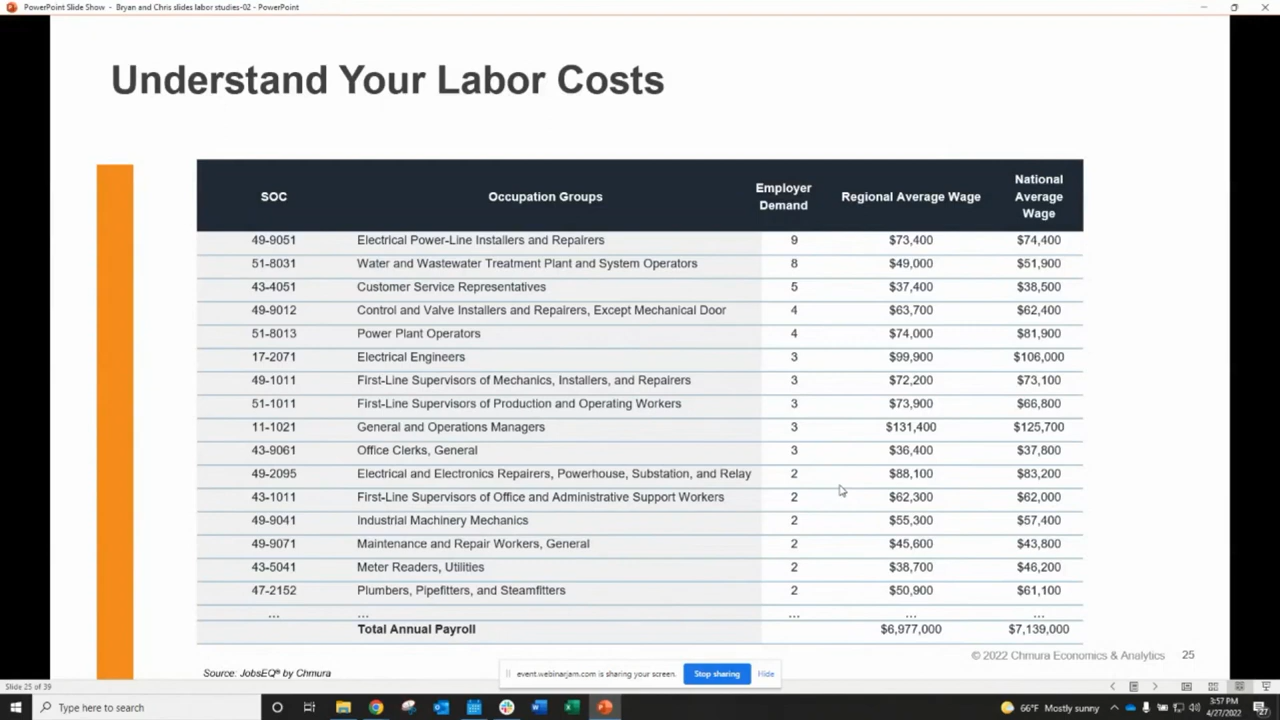 PowerPoint Slide Show - Bryan and Chris slides labor studies-02 - PowerPoint
Understand Your Labor Costs
SOC Occupation Groups Employer Demand Regional Average Wage National Average Wage
49-9051 Electrical Power-Line Installers and Repairers 9 $73,400 $74,400
51-8031 Water and Wastewater Treatment Plant and System Operators 8 $49,000 $51,900
43-4051 Customer Service Representatives 5 $37,400 $38,500
49-9012 Control and Valve Installers and Repairers, Except Mechanical Door 4 $63,700 $62,400
51-8013 Power Plant Operators 4 $74,000 $81,900
17-2071 Electrical Engineers 3 $99,900 $106,000
49-1011 First-Line Supervisors of Mechanics, Installers, and Repairers 3 $72,200 $73,100
51-1011 First-Line Supervisors of Production and Operating Workers 3 $73,900 $66,800
11-1021 General and Operations Managers 3 $131,400 $125,700
43-9061 Office Clerks, General 3 $36,400 $37,800
49-2095 Electrical and Electronics Repairers, Powerhouse, Substation, and Relay 2 $88,100 $83,200
43-1011 First-Line Supervisors of Office and Administrative Support Workers 2 $62,300 $62,000
49-9041 Industrial Machinery Mechanics 2 $55,300 $57,400
49-9071 Maintenance and Repair Workers, General 2 $45,600 $43,800
43-5041 Meter Readers, Utilities 2 $38,700 $46,200
47-2152 Plumbers, Pipefitters, and Steamfitters 2 $50,900 $61,100
... ... ... ... ...
Total Annual Payroll $6,977,000 $7,139,000
© 2022 Chmura Economics & Analytics 25
Source: JobsEQ® by Chmura
event.webinarjam.com is sharing your screen. Stop sharing Hide
Slide 25 of 39
Type here to search
66°F Mostly sunny
3:57 PM
4/27/2022
27